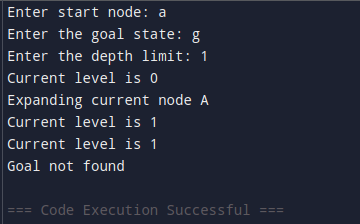 Enter start node: a
Enter the goal state: g
Enter the depth limit: 1
Current level is 0
Expanding current node A
Current level is 1
Current level is 1
Goal not found
=== Code Execution Successful ===